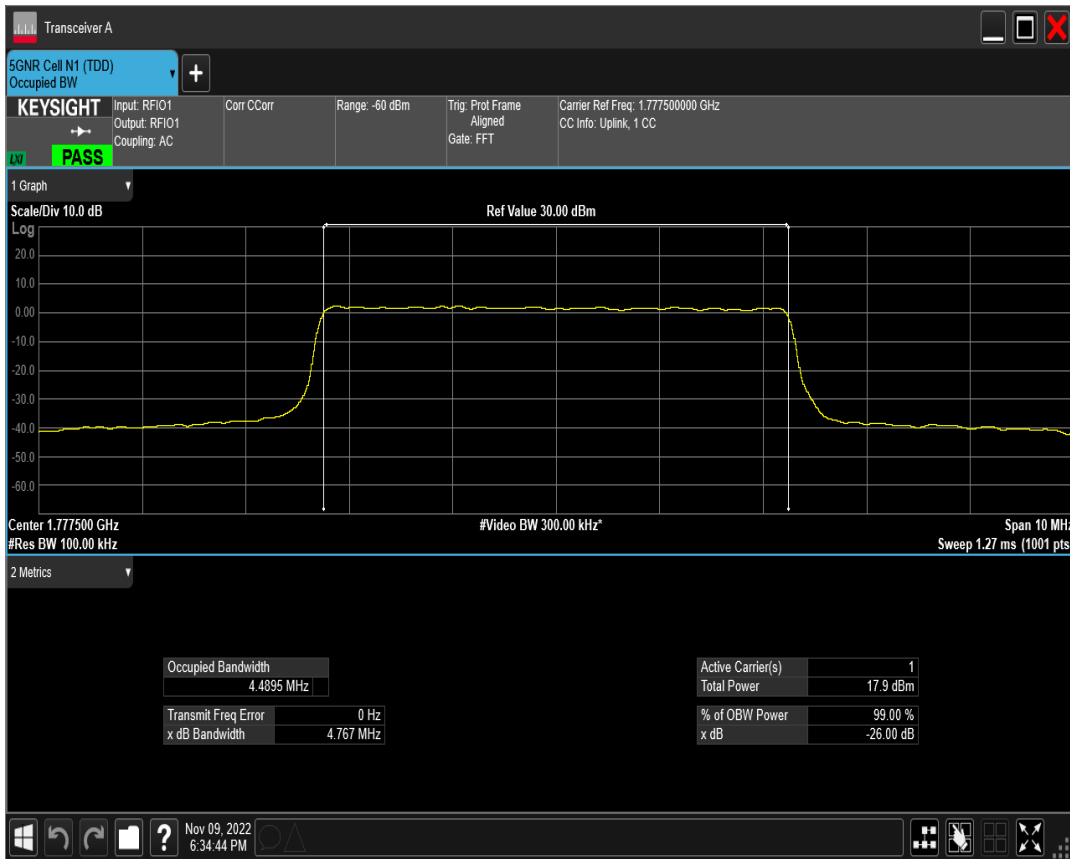 Transceiver A
5GNR Cell N1 (TDD)
Occupied BW
+
KEYSIGHT
LXI
PASS
Input: RFIO1
Output: RFIO1
Coupling: AC
Corr CCorr
Range: -60 dBm
Trig: Prot Frame
Aligned
Gate: FFT
Carrier Ref Freq: 1.777500000 GHz
CC Info: Uplink, 1 CC
1 Graph
Scale/Div 10.0 dB
Ref Value 30.00 dBm
Log
20.0
10.0
0.00
-10.0
-20.0
-30.0
-40.0
-50.0
-60.0
Center 1.777500 GHz
#Video BW 300.00 kHz*
Span 10 MHz
#Res BW 100.00 kHz
Sweep 1.27 ms (1001 pts
2 Metrics
Occupied Bandwidth
4.4895 MHz
Transmit Freq Error 0 Hz
x dB Bandwidth 4.767 MHz
Active Carrier(s) 1
Total Power 17.9 dBm
% of OBW Power 99.00 %
x dB -26.00 dB
?
Nov 09, 2022
6:34:44 PM